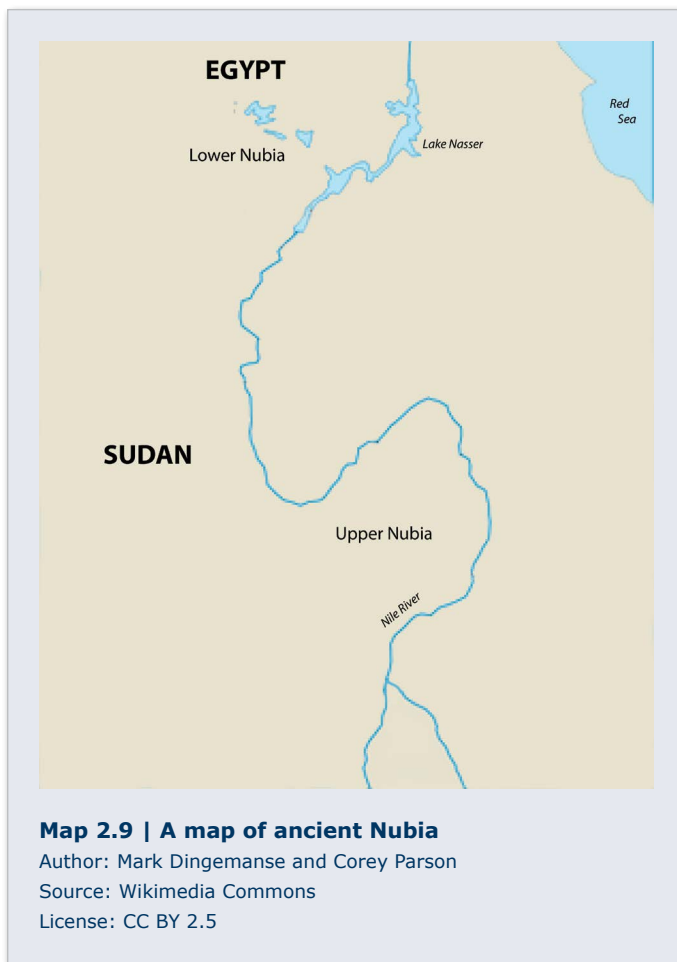 EGYPT
Red
Sea
Lake Nasser
Lower Nubia
SUDAN
Upper Nubia
Nile River
Map 2.9 | A map of ancient Nubia
Author: Mark Dingemanse and Corey Parson
Source: Wikimedia Commons
License: CC BY 2.5